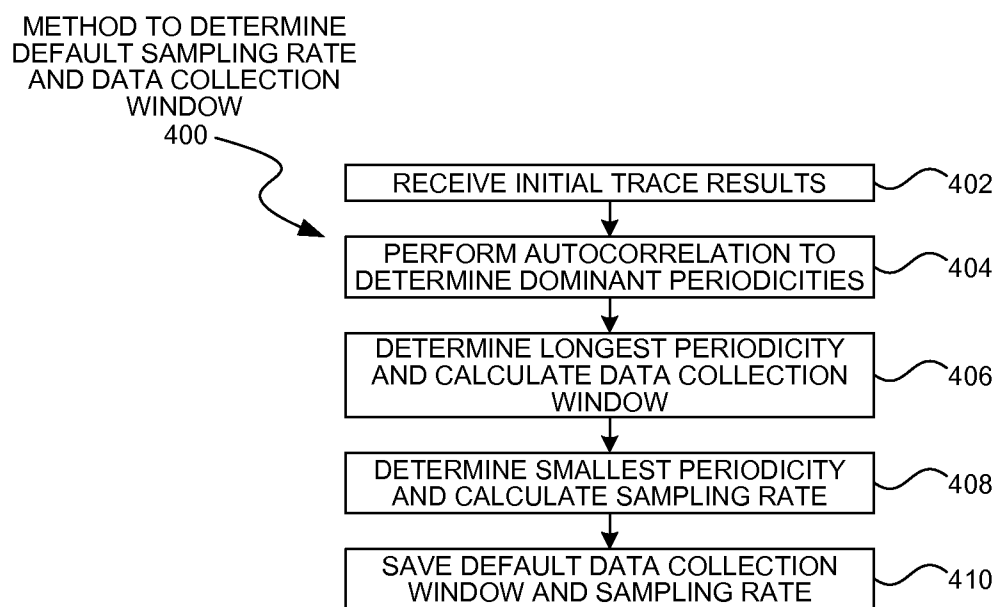 METHOD TO DETERMINE
DEFAULT SAMPLING RATE
AND DATA COLLECTION
WINDOW
400
RECEIVE INITIAL TRACE RESULTS
402
PERFORM AUTOCORRELATION TO
DETERMINE DOMINANT PERIODICITIES
404
DETERMINE LONGEST PERIODICITY
AND CALCULATE DATA COLLECTION
WINDOW
406
DETERMINE SMALLEST PERIODICITY
AND CALCULATE SAMPLING RATE
408
SAVE DEFAULT DATA COLLECTION
WINDOW AND SAMPLING RATE
410